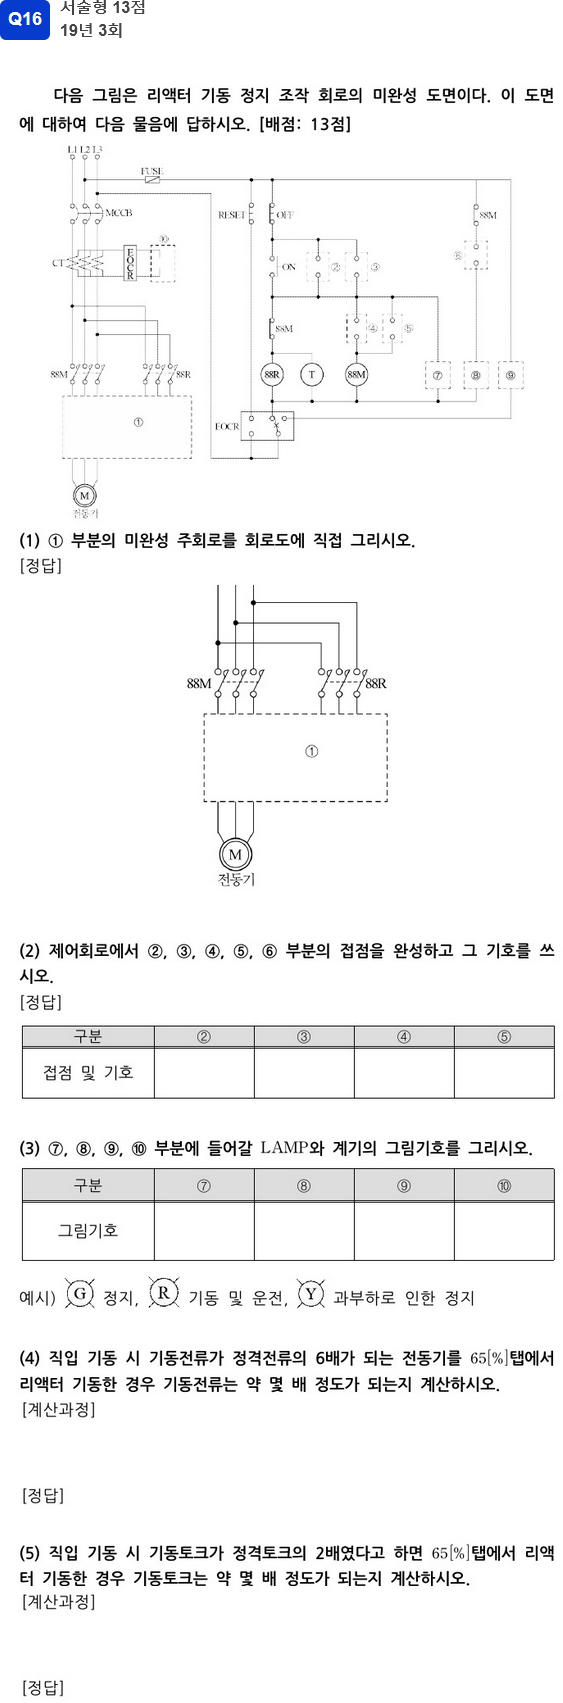 Q16
서술형 13점
19년 3회
다음 그림은 리액터 기동 정지 조작 회로의 미완성 도면이다. 이 도면
에 대하여 다음 물음에 답하시오. [배점: 13점]
L1 L2 L3
FUSE
MCCB
RESET
OFF
88M
⑩
CT
EOCR
ON
②
③
⑥
88M
④
⑤
88M
88R
88R
T
88M
⑦
⑧
⑨
①
EOCR
M
전동기
(1) ① 부분의 미완성 주회로를 회로도에 직접 그리시오.
[정답]
88M
88R
①
M
전동기
(2) 제어회로에서 ②, ③, ④, ⑤, ⑥ 부분의 접점을 완성하고 그 기호를 쓰
시오.
[정답]
구분 ② ③ ④ ⑤
접점 및 기호
(3) ⑦, ⑧, ⑨, ⑩ 부분에 들어갈 LAMP와 계기의 그림기호를 그리시오.
구분 ⑦ ⑧ ⑨ ⑩
그림기호
예시) G 정지, R 기동 및 운전, Y 과부하로 인한 정지
(4) 직입 기동 시 기동전류가 정격전류의 6배가 되는 전동기를 65[%]탭에서
리액터 기동한 경우 기동전류는 약 몇 배 정도가 되는지 계산하시오.
[계산과정]
[정답]
(5) 직입 기동 시 기동토크가 정격토크의 2배였다고 하면 65[%]탭에서 리액
터 기동한 경우 기동토크는 약 몇 배 정도가 되는지 계산하시오.
[계산과정]
[정답]